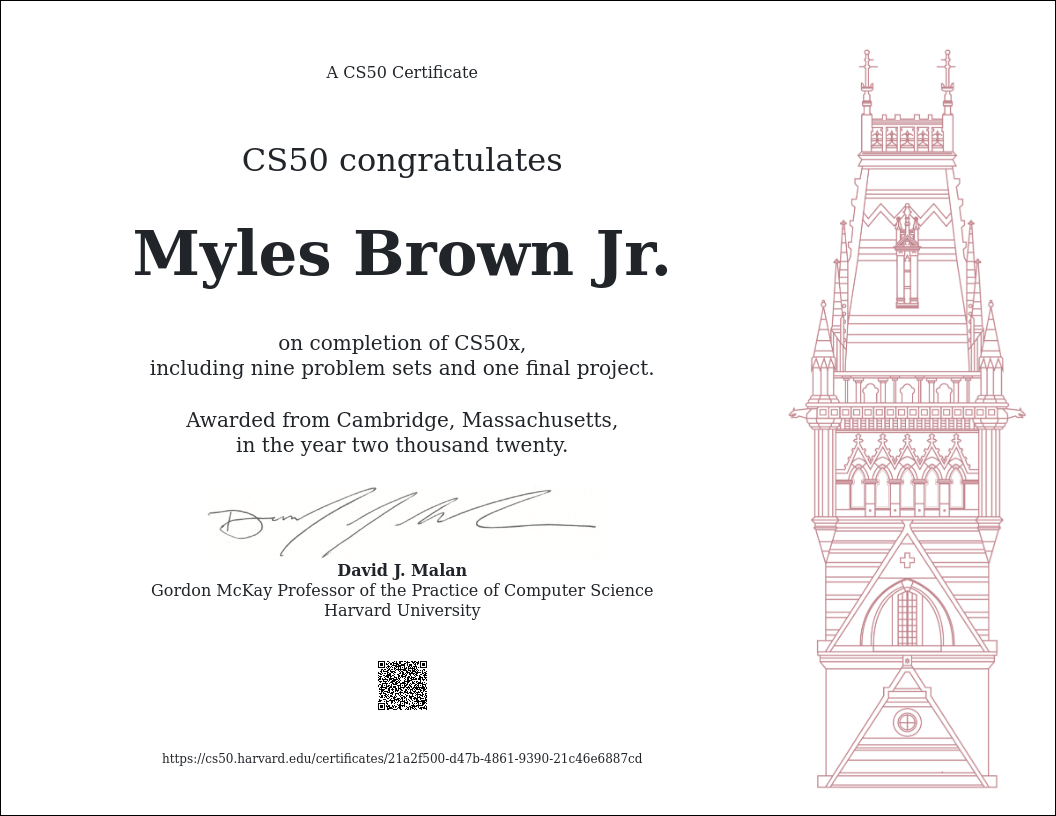 A CS50 Certificate
CS50 congratulates
Myles Brown Jr.
on completion of CS50x,
including nine problem sets and one final project.
Awarded from Cambridge, Massachusetts,
in the year two thousand twenty.
David J. Malan
Gordon McKay Professor of the Practice of Computer Science
Harvard University
https://cs50.harvard.edu/certificates/21a2f500-d47b-4861-9390-21c46e6887cd